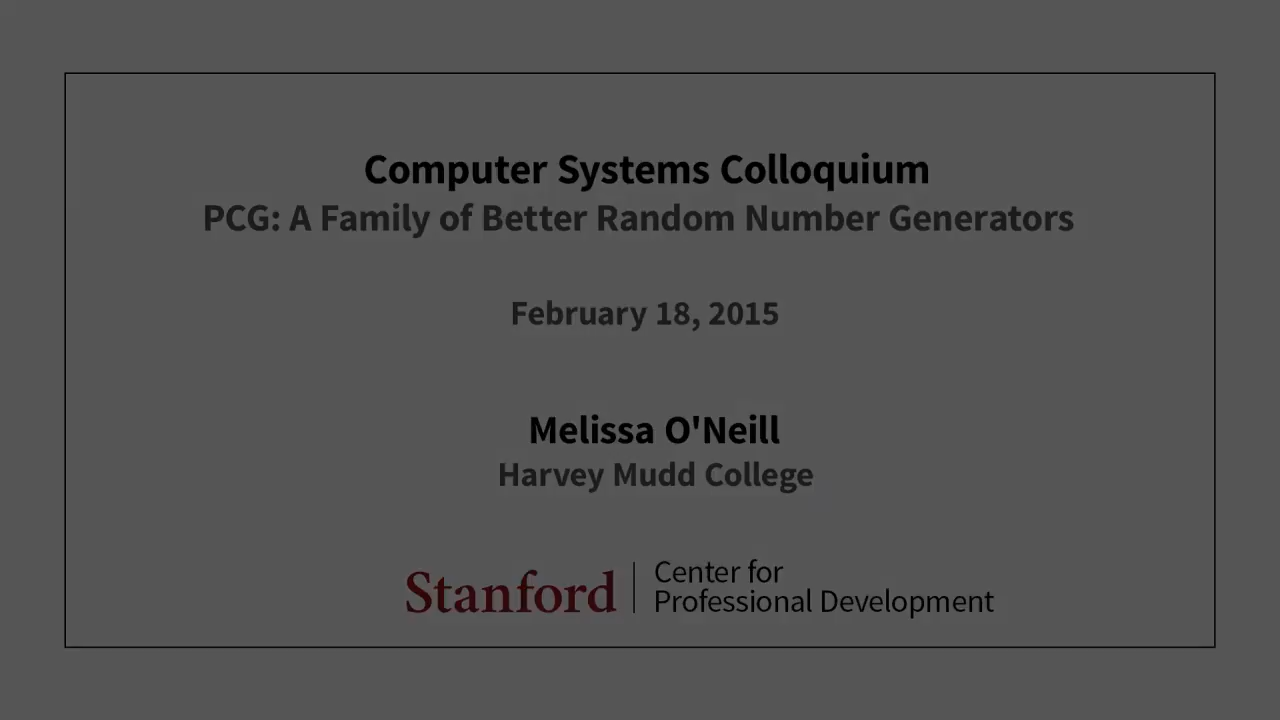 Computer Systems Colloquium
PCG: A Family of Better Random Number Generators
February 18, 2015
Melissa O'Neill
Harvey Mudd College
Stanford
Center for
Professional Development